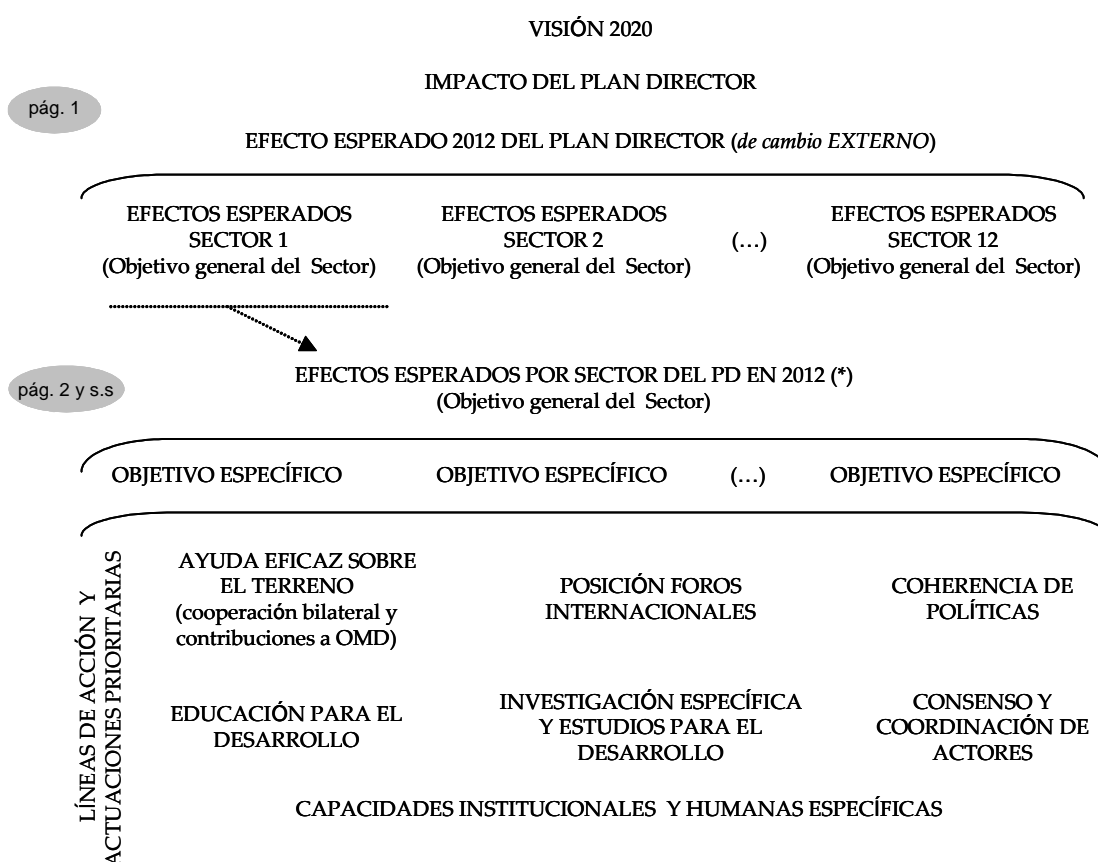 VISIÓN 2020
IMPACTO DEL PLAN DIRECTOR
pág. 1
EFECTO ESPERADO 2012 DEL PLAN DIRECTOR (de cambio EXTERNO)
EFECTOS ESPERADOS
SECTOR 1
(Objetivo general del Sector)
EFECTOS ESPERADOS
SECTOR 2
(Objetivo general del Sector)
(…)
EFECTOS ESPERADOS
SECTOR 12
(Objetivo general del Sector)
EFECTOS ESPERADOS POR SECTOR DEL PD EN 2012 (*)
(Objetivo general del Sector)
pág. 2 y s.s
OBJETIVO ESPECÍFICO
OBJETIVO ESPECÍFICO
(…)
OBJETIVO ESPECÍFICO
LÍNEAS DE ACCIÓN Y
ACTUACIONES PRIORITARIAS
AYUDA EFICAZ SOBRE
EL TERRENO
(cooperación bilateral y
contribuciones a OMD)
POSICIÓN FOROS
INTERNACIONALES
COHERENCIA DE
POLÍTICAS
EDUCACIÓN PARA EL
DESARROLLO
INVESTIGACIÓN ESPECÍFICA
Y ESTUDIOS PARA EL
DESARROLLO
CONSENSO Y
COORDINACIÓN DE
ACTORES
CAPACIDADES INSTITUCIONALES Y HUMANAS ESPECÍFICAS